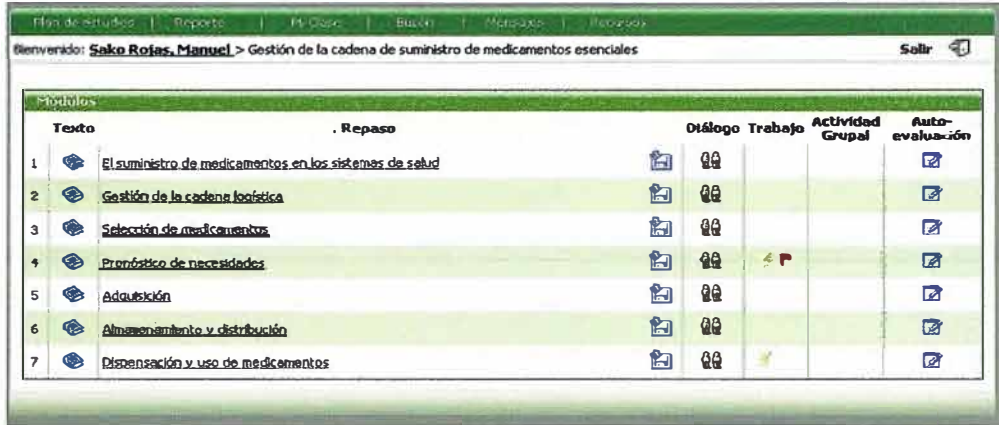 Plan de estudios | Reporte | Mi Clase | Buzón | Mensajes | Recursos
Bienvenido: Sako Rojas, Manuel > Gestión de la cadena de suministro de medicamentos esenciales Salir
Módulos
Texto . Repaso Diálogo Trabajo Actividad Grupal Auto-evaluación
1 El suministro de medicamentos en los sistemas de salud
2 Gestión de la cadena logística
3 Selección de medicamentos
4 Pronóstico de necesidades
5 Adquisición
6 Almacenamiento y distribución
7 Dispensación y uso de medicamentos